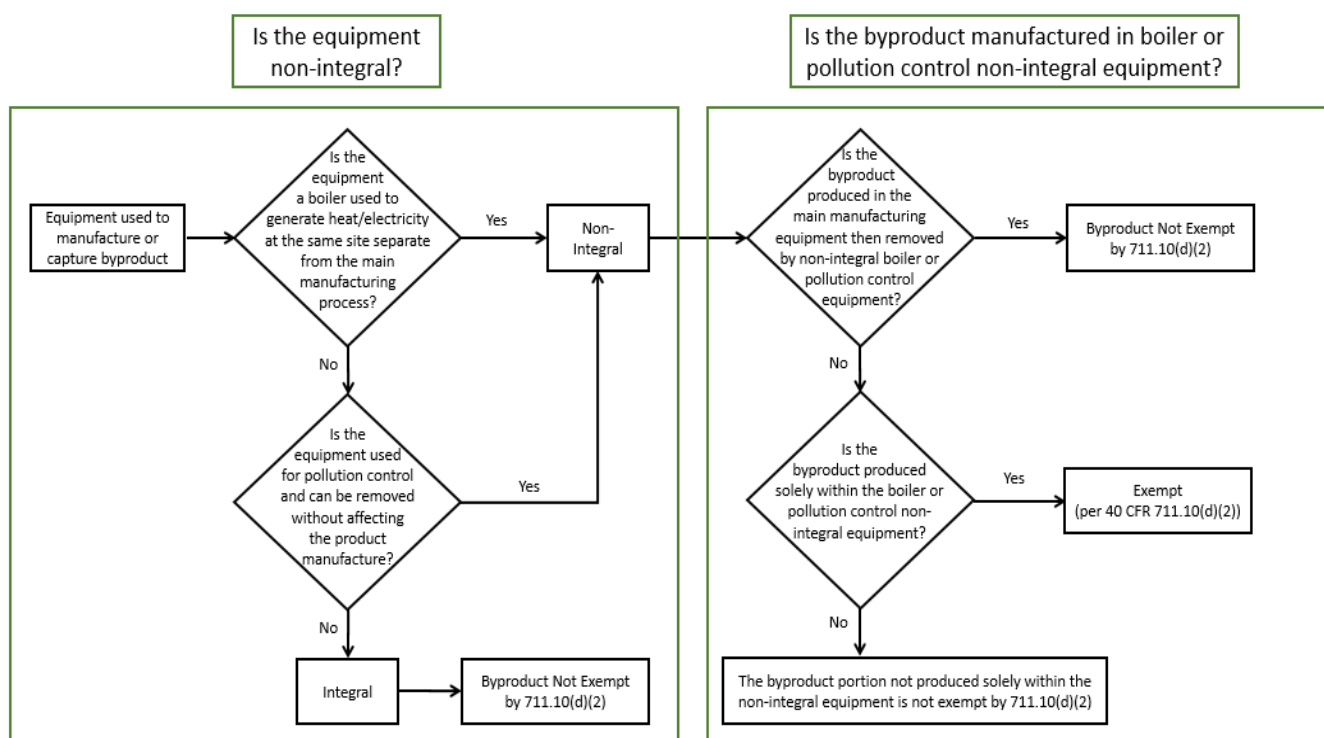 Is the equipment
non-integral?
Is the byproduct manufactured in boiler or
pollution control non-integral equipment?
Equipment used to
manufacture or
capture byproduct
Is the
equipment
a boiler used to
generate heat/electricity
at the same site separate
from the main
manufacturing
process?
Yes
No
Non-
Integral
Is the
equipment used
for pollution control
and can be removed
without affecting
the product
manufacture?
Yes
No
Integral
Byproduct Not Exempt
by 711.10(d)(2)
Is the
byproduct
produced in the
main manufacturing
equipment then removed
by non-integral boiler or
pollution control
equipment?
Yes
Byproduct Not Exempt
by 711.10(d)(2)
No
Is the
byproduct produced
solely within the boiler or
pollution control non-
integral equipment?
Yes
Exempt
(per 40 CFR 711.10(d)(2))
No
The byproduct portion not produced solely within the
non-integral equipment is not exempt by 711.10(d)(2)